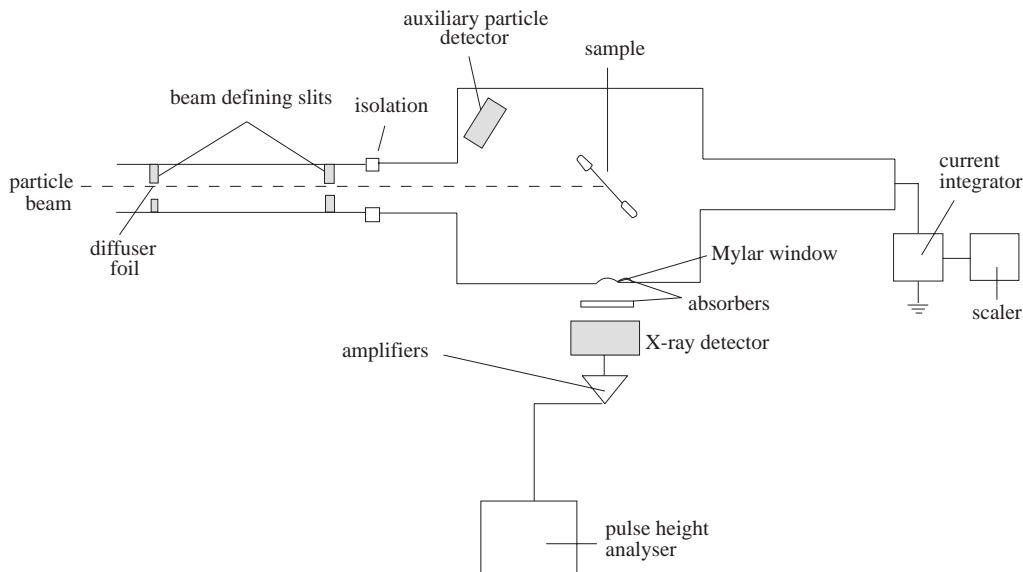 auxiliary particle
detector
sample
beam defining slits
isolation
particle
beam
current
integrator
diffuser
foil
Mylar window
absorbers
scaler
X-ray detector
amplifiers
pulse height
analyser